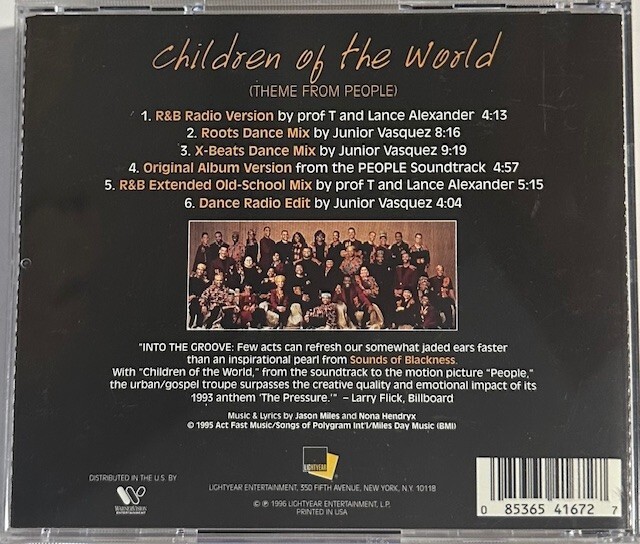 Children of the World
(THEME FROM PEOPLE)
1. R&B Radio Version by prof T and Lance Alexander 4:13
2. Roots Dance Mix by Junior Vasquez 8:16
3. X-Beats Dance Mix by Junior Vasquez 9:19
4. Original Album Version from the PEOPLE Soundtrack 4:57
5. R&B Extended Old-School Mix by prof T and Lance Alexander 5:15
6. Dance Radio Edit by Junior Vasquez 4:04
"INTO THE GROOVE: Few acts can refresh our somewhat jaded ears faster
than an inspirational pearl from Sounds of Blackness.
With "Children of the World," from the soundtrack to the motion picture "People,"
the urban/gospel troupe surpasses the creative quality and emotional impact of its
1993 anthem 'The Pressure.'" – Larry Flick, Billboard
Music & Lyrics by Jason Miles and Nona Hendryx
© 1995 Act Fast Music/Songs of Polygram Int'l/Miles Day Music (BMI)
DISTRIBUTED IN THE U.S. BY
WARNERVISION
ENTERTAINMENT
LIGHTYEAR
LIGHTYEAR ENTERTAINMENT, 350 FIFTH AVENUE, NEW YORK, N.Y. 10118
© ℗ 1996 LIGHTYEAR ENTERTAINMENT, L.P.
PRINTED IN USA
0 85365 41672 7